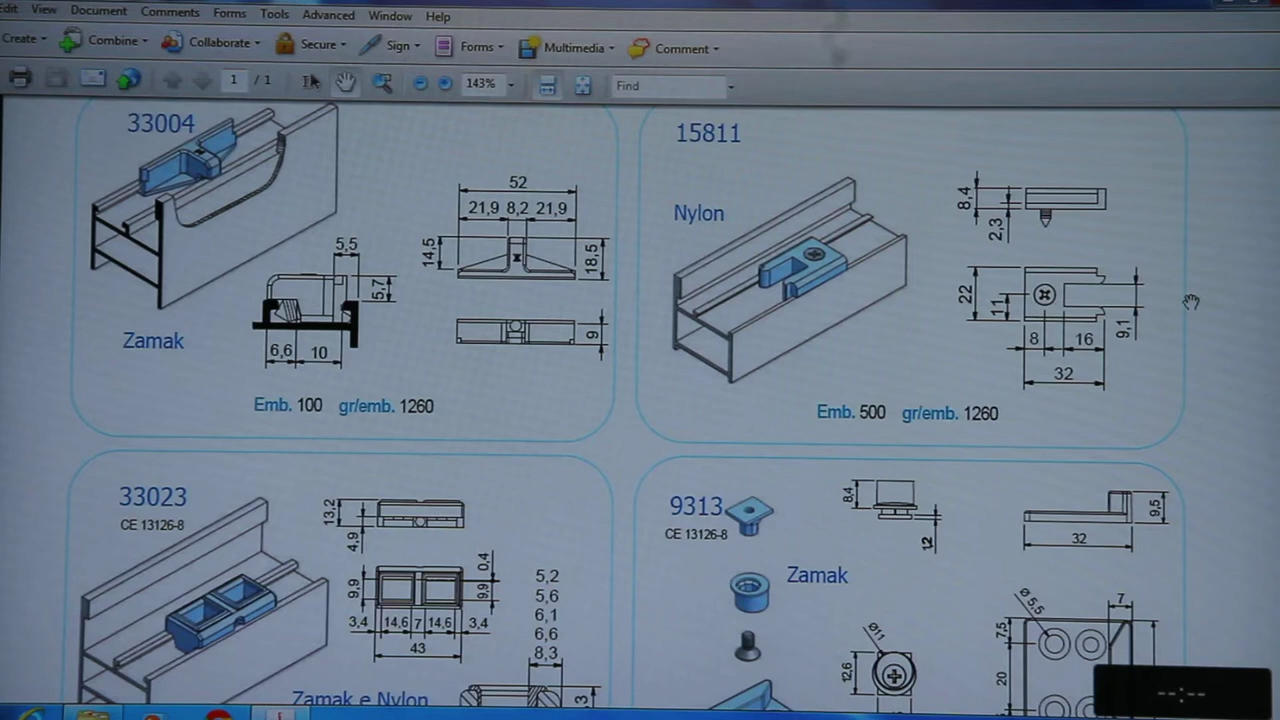 Edit View Document Comments Forms Tools Advanced Window Help
Create Combine Collaborate Secure Sign Forms Multimedia Comment
1 / 1 143% Find
33004
52
21,9 8,2 21,9
14,5
18,5
5,5
5,7
6,6 10
9
Zamak
Emb. 100 gr/emb. 1260
15811
Nylon
8,4
2,3
22
11
8 16
9,1
32
Emb. 500 gr/emb. 1260
33023
CE 13126-8
13,2
4,9
9,9
0,4
9,9
3,4 14,6 7 14,6 3,4
43
5,2
5,6
6,1
6,6
8,3
3
Zamak e Nylon
9313
CE 13126-8
Zamak
8,4
1,2
9,5
32
Ø 5,5
7
7,5
20
Ø11
12,6
--:--